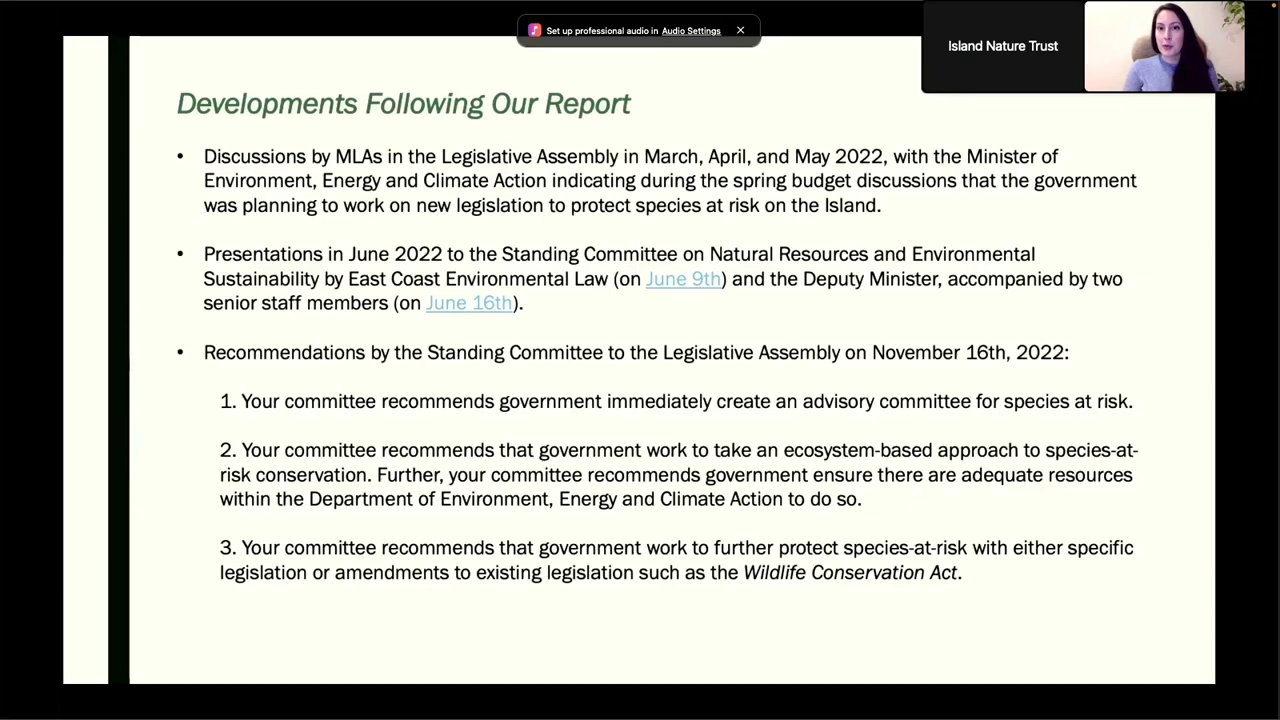 Set up professional audio in Audio Settings
Island Nature Trust
Developments Following Our Report
• Discussions by MLAs in the Legislative Assembly in March, April, and May 2022, with the Minister of
Environment, Energy and Climate Action indicating during the spring budget discussions that the government
was planning to work on new legislation to protect species at risk on the Island.
• Presentations in June 2022 to the Standing Committee on Natural Resources and Environmental
Sustainability by East Coast Environmental Law (on June 9th) and the Deputy Minister, accompanied by two
senior staff members (on June 16th).
• Recommendations by the Standing Committee to the Legislative Assembly on November 16th, 2022:
1. Your committee recommends government immediately create an advisory committee for species at risk.
2. Your committee recommends that government work to take an ecosystem-based approach to species-at-
risk conservation. Further, your committee recommends government ensure there are adequate resources
within the Department of Environment, Energy and Climate Action to do so.
3. Your committee recommends that government work to further protect species-at-risk with either specific
legislation or amendments to existing legislation such as the Wildlife Conservation Act.